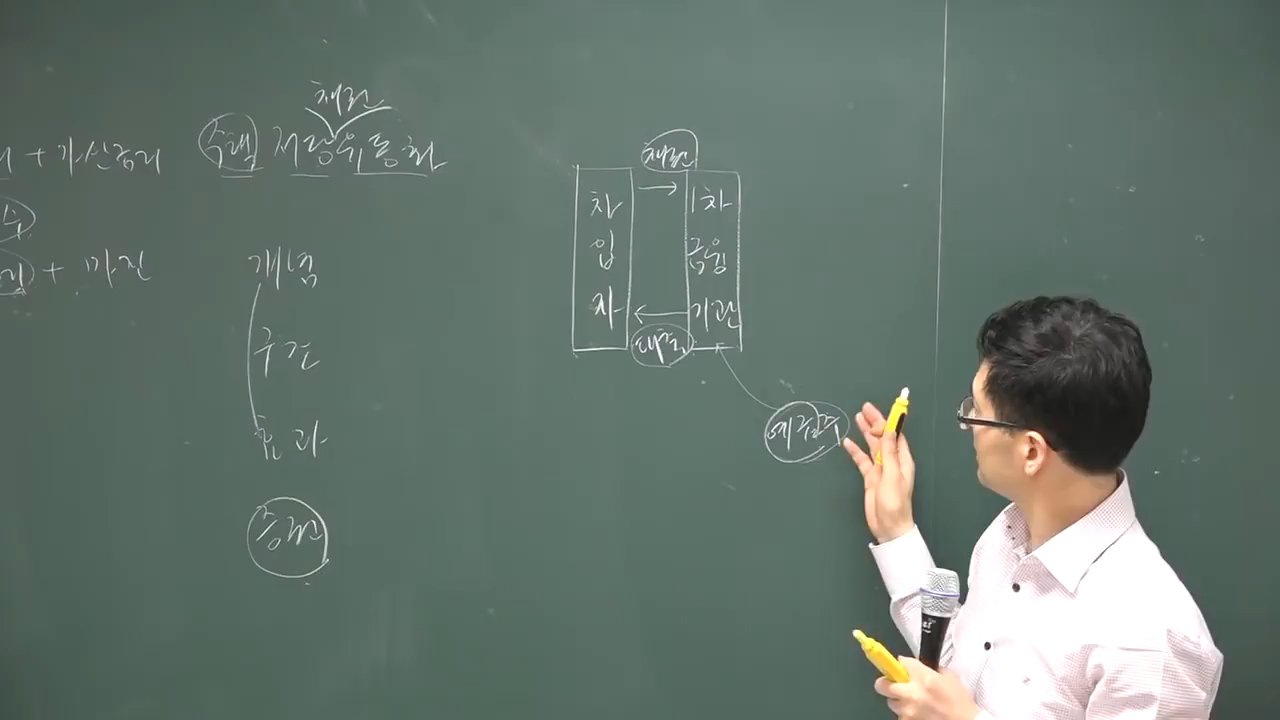 + 가산금리
+ 마진
채권
주택 저당유동화
개념
구조
효과
증권
채권
차입자
1차
금융
기관
대출
예금주